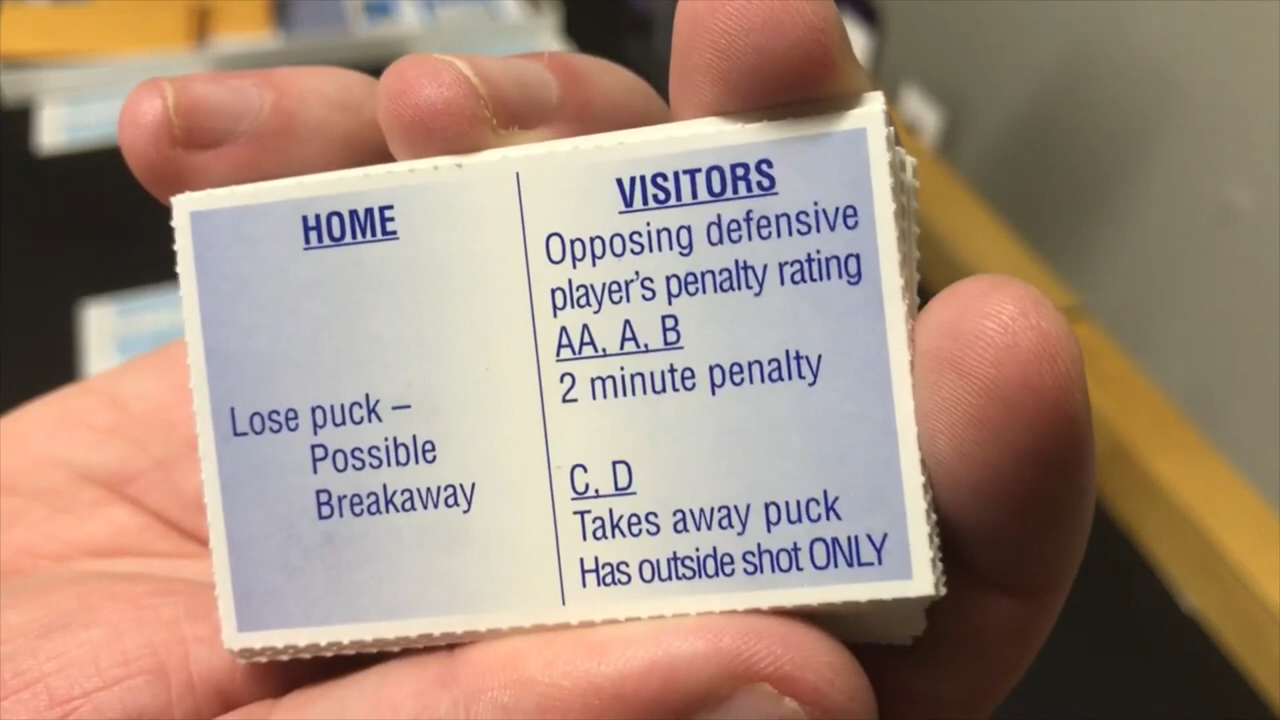 HOME
Lose puck –
Possible
Breakaway
VISITORS
Opposing defensive
player's penalty rating
AA, A, B
2 minute penalty
C, D
Takes away puck
Has outside shot ONLY